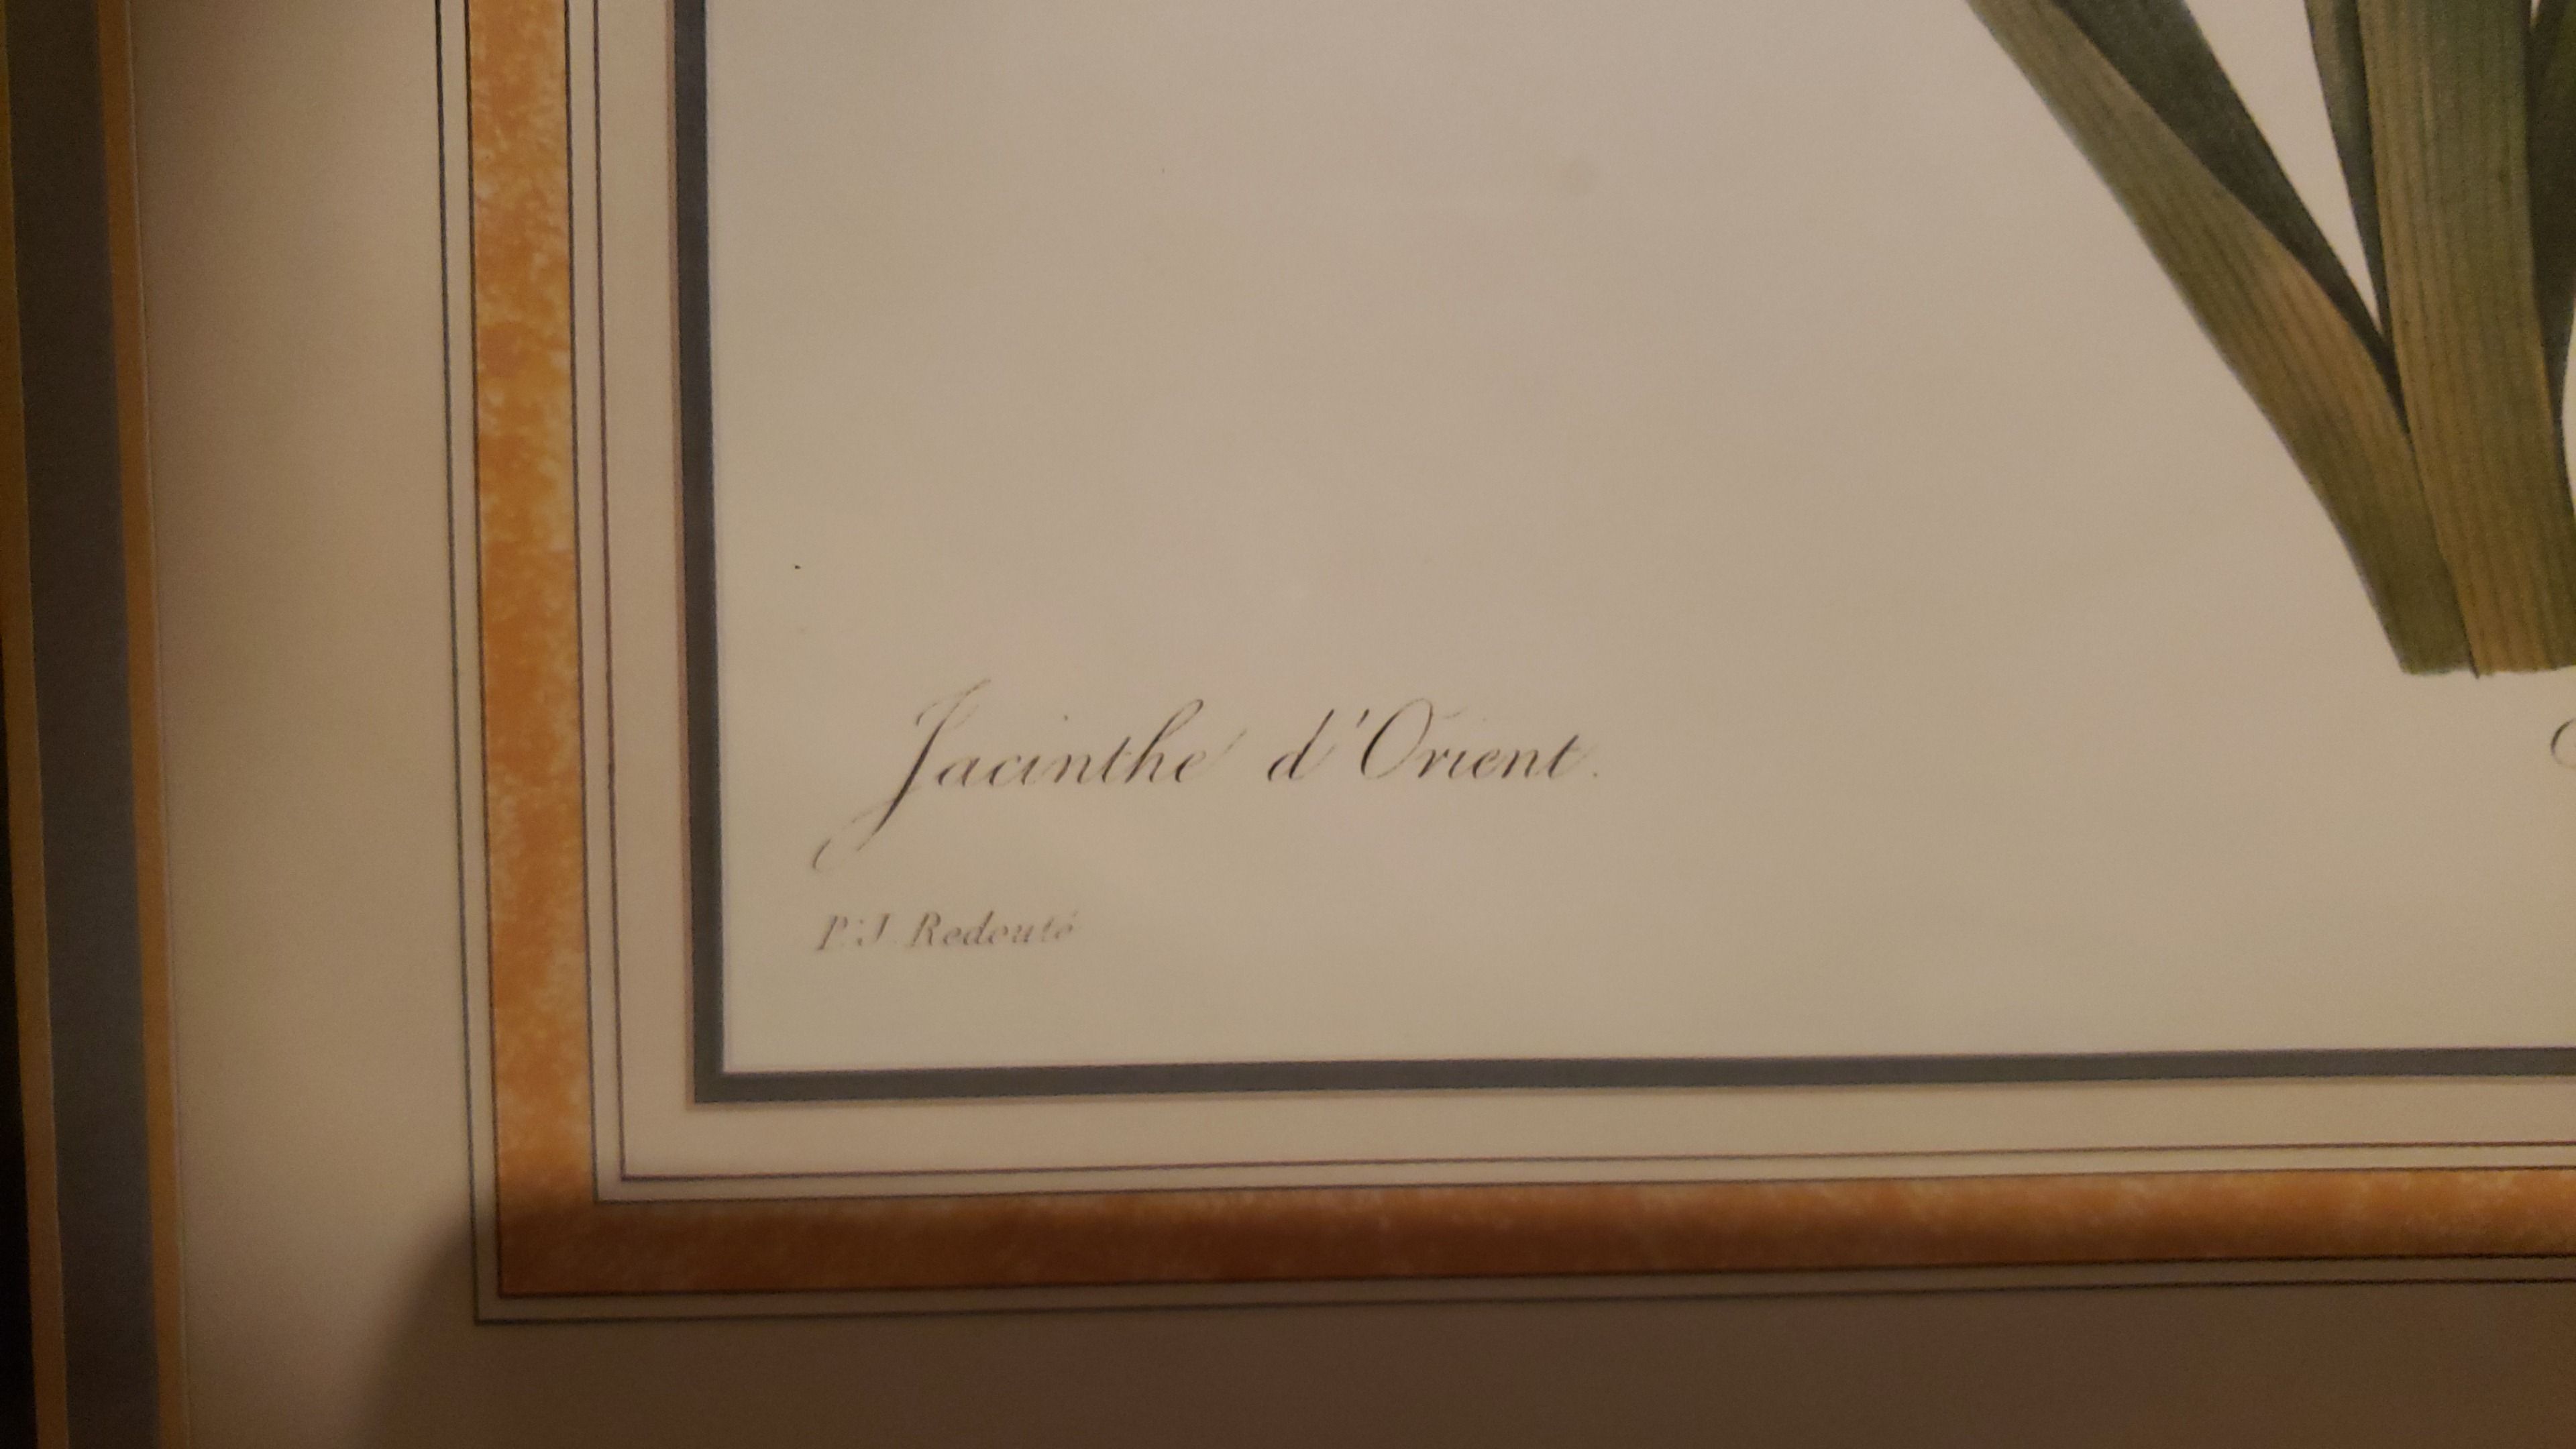 Jacinthe d'Orient.
P. J. Redouté